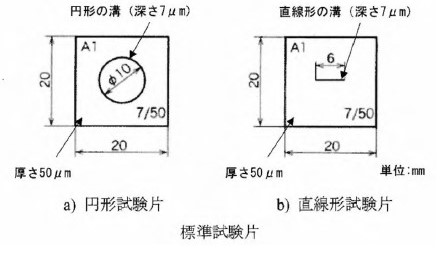 円形の溝（深さ7μm）
直線形の溝（深さ7μm）
A1
20
φ10
7/50
20
厚さ50μm
A1
20
6
7/50
20
厚さ50μm
単位:mm
a) 円形試験片
b) 直線形試験片
標準試験片